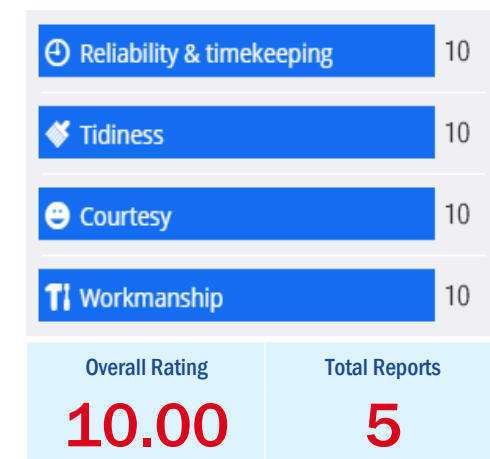 Reliability & timekeeping 10
Tidiness 10
Courtesy 10
Workmanship 10
Overall Rating Total Reports
10.00 5